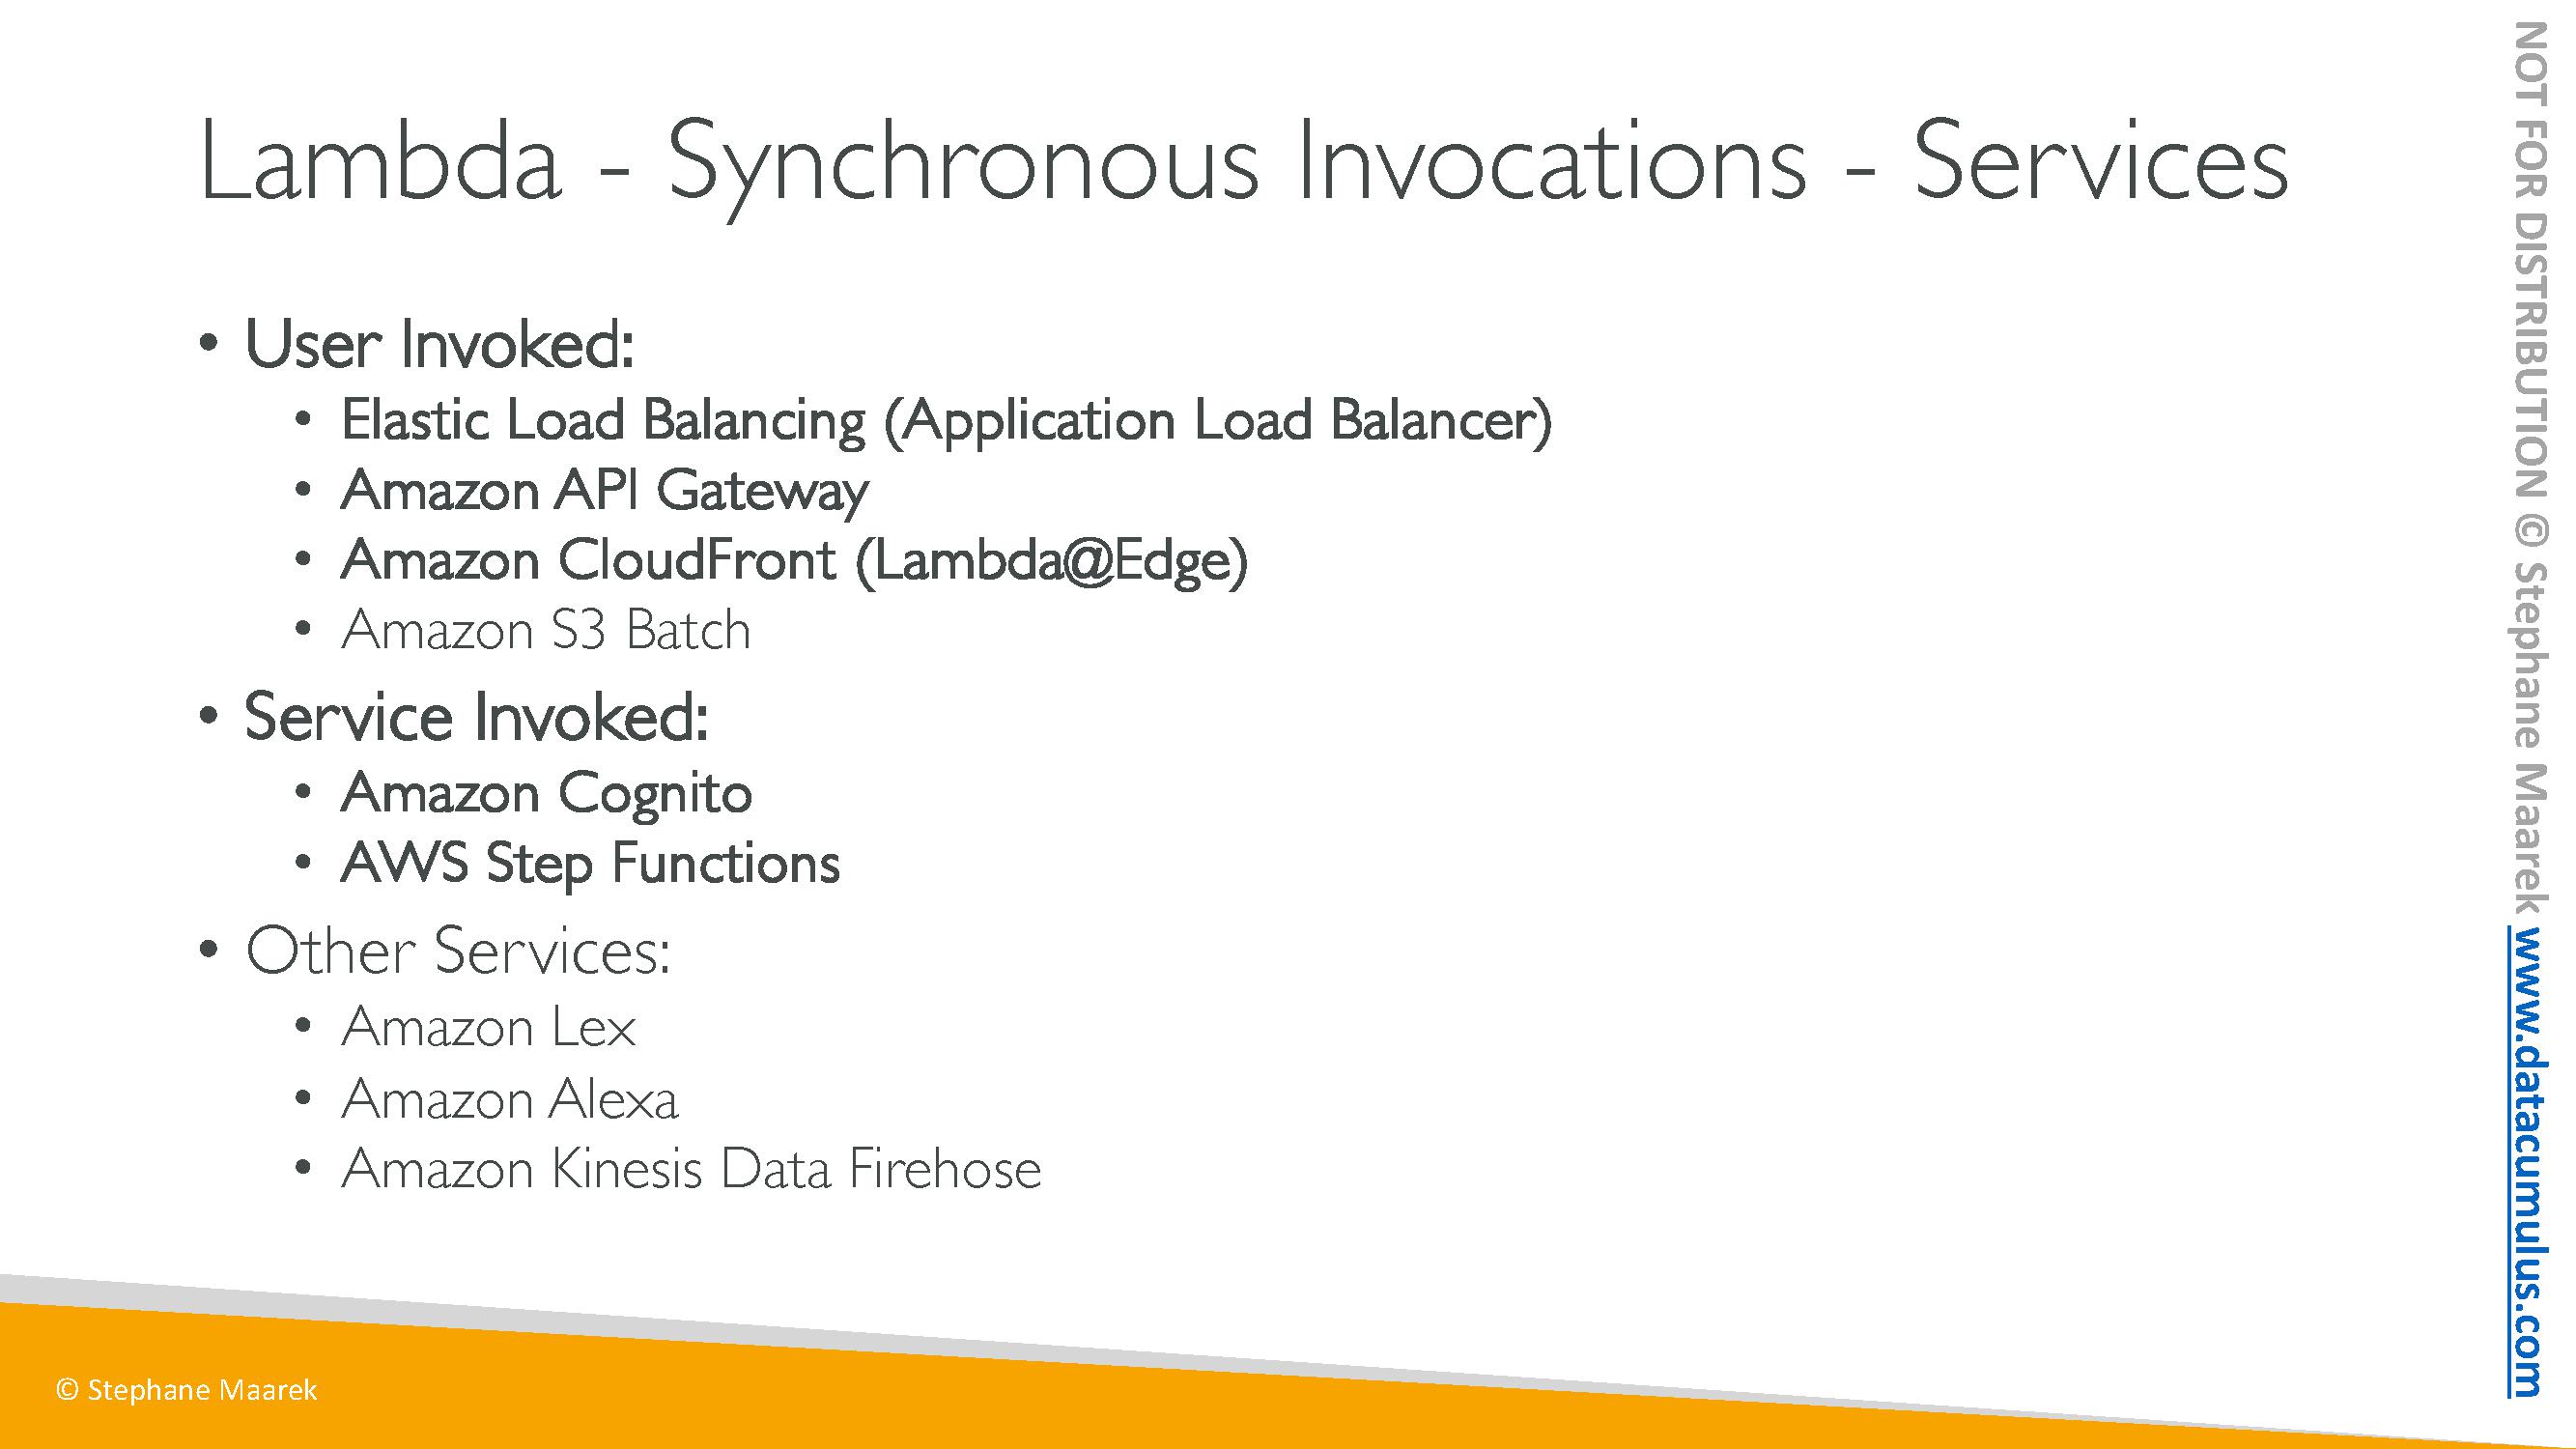 Lambda - Synchronous Invocations - Services
• User Invoked:
• Elastic Load Balancing (Application Load Balancer)
• Amazon API Gateway
• Amazon CloudFront (Lambda@Edge)
• Amazon S3 Batch
• Service Invoked:
• Amazon Cognito
• AWS Step Functions
• Other Services:
• Amazon Lex
• Amazon Alexa
• Amazon Kinesis Data Firehose
© Stephane Maarek
NOT FOR DISTRIBUTION © Stephane Maarek www.datacumulus.com